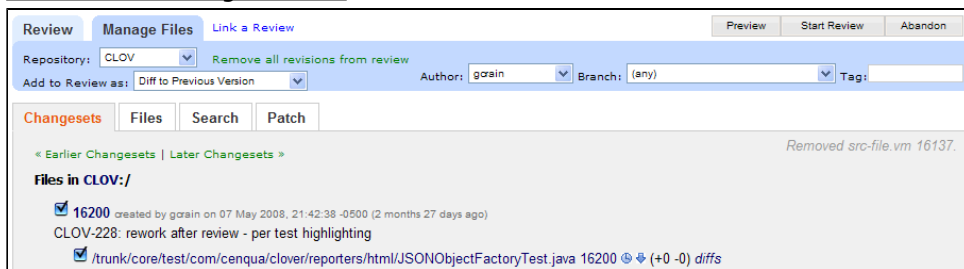 Review Manage Files Link a Review Preview Start Review Abandon
Repository: CLOV Remove all revisions from review
Add to Review as: Diff to Previous Version Author: gcrain Branch: (any) Tag:
Changesets Files Search Patch
« Earlier Changesets | Later Changesets » Removed src-file.vm 16137.
Files in CLOV:/
16200 created by gcrain on 07 May 2008, 21:42:38 -0500 (2 months 27 days ago)
CLOV-228: rework after review - per test highlighting
/trunk/core/test/com/cenqua/clover/reporters/html/JSONObjectFactoryTest.java 16200 (+0 -0) diffs